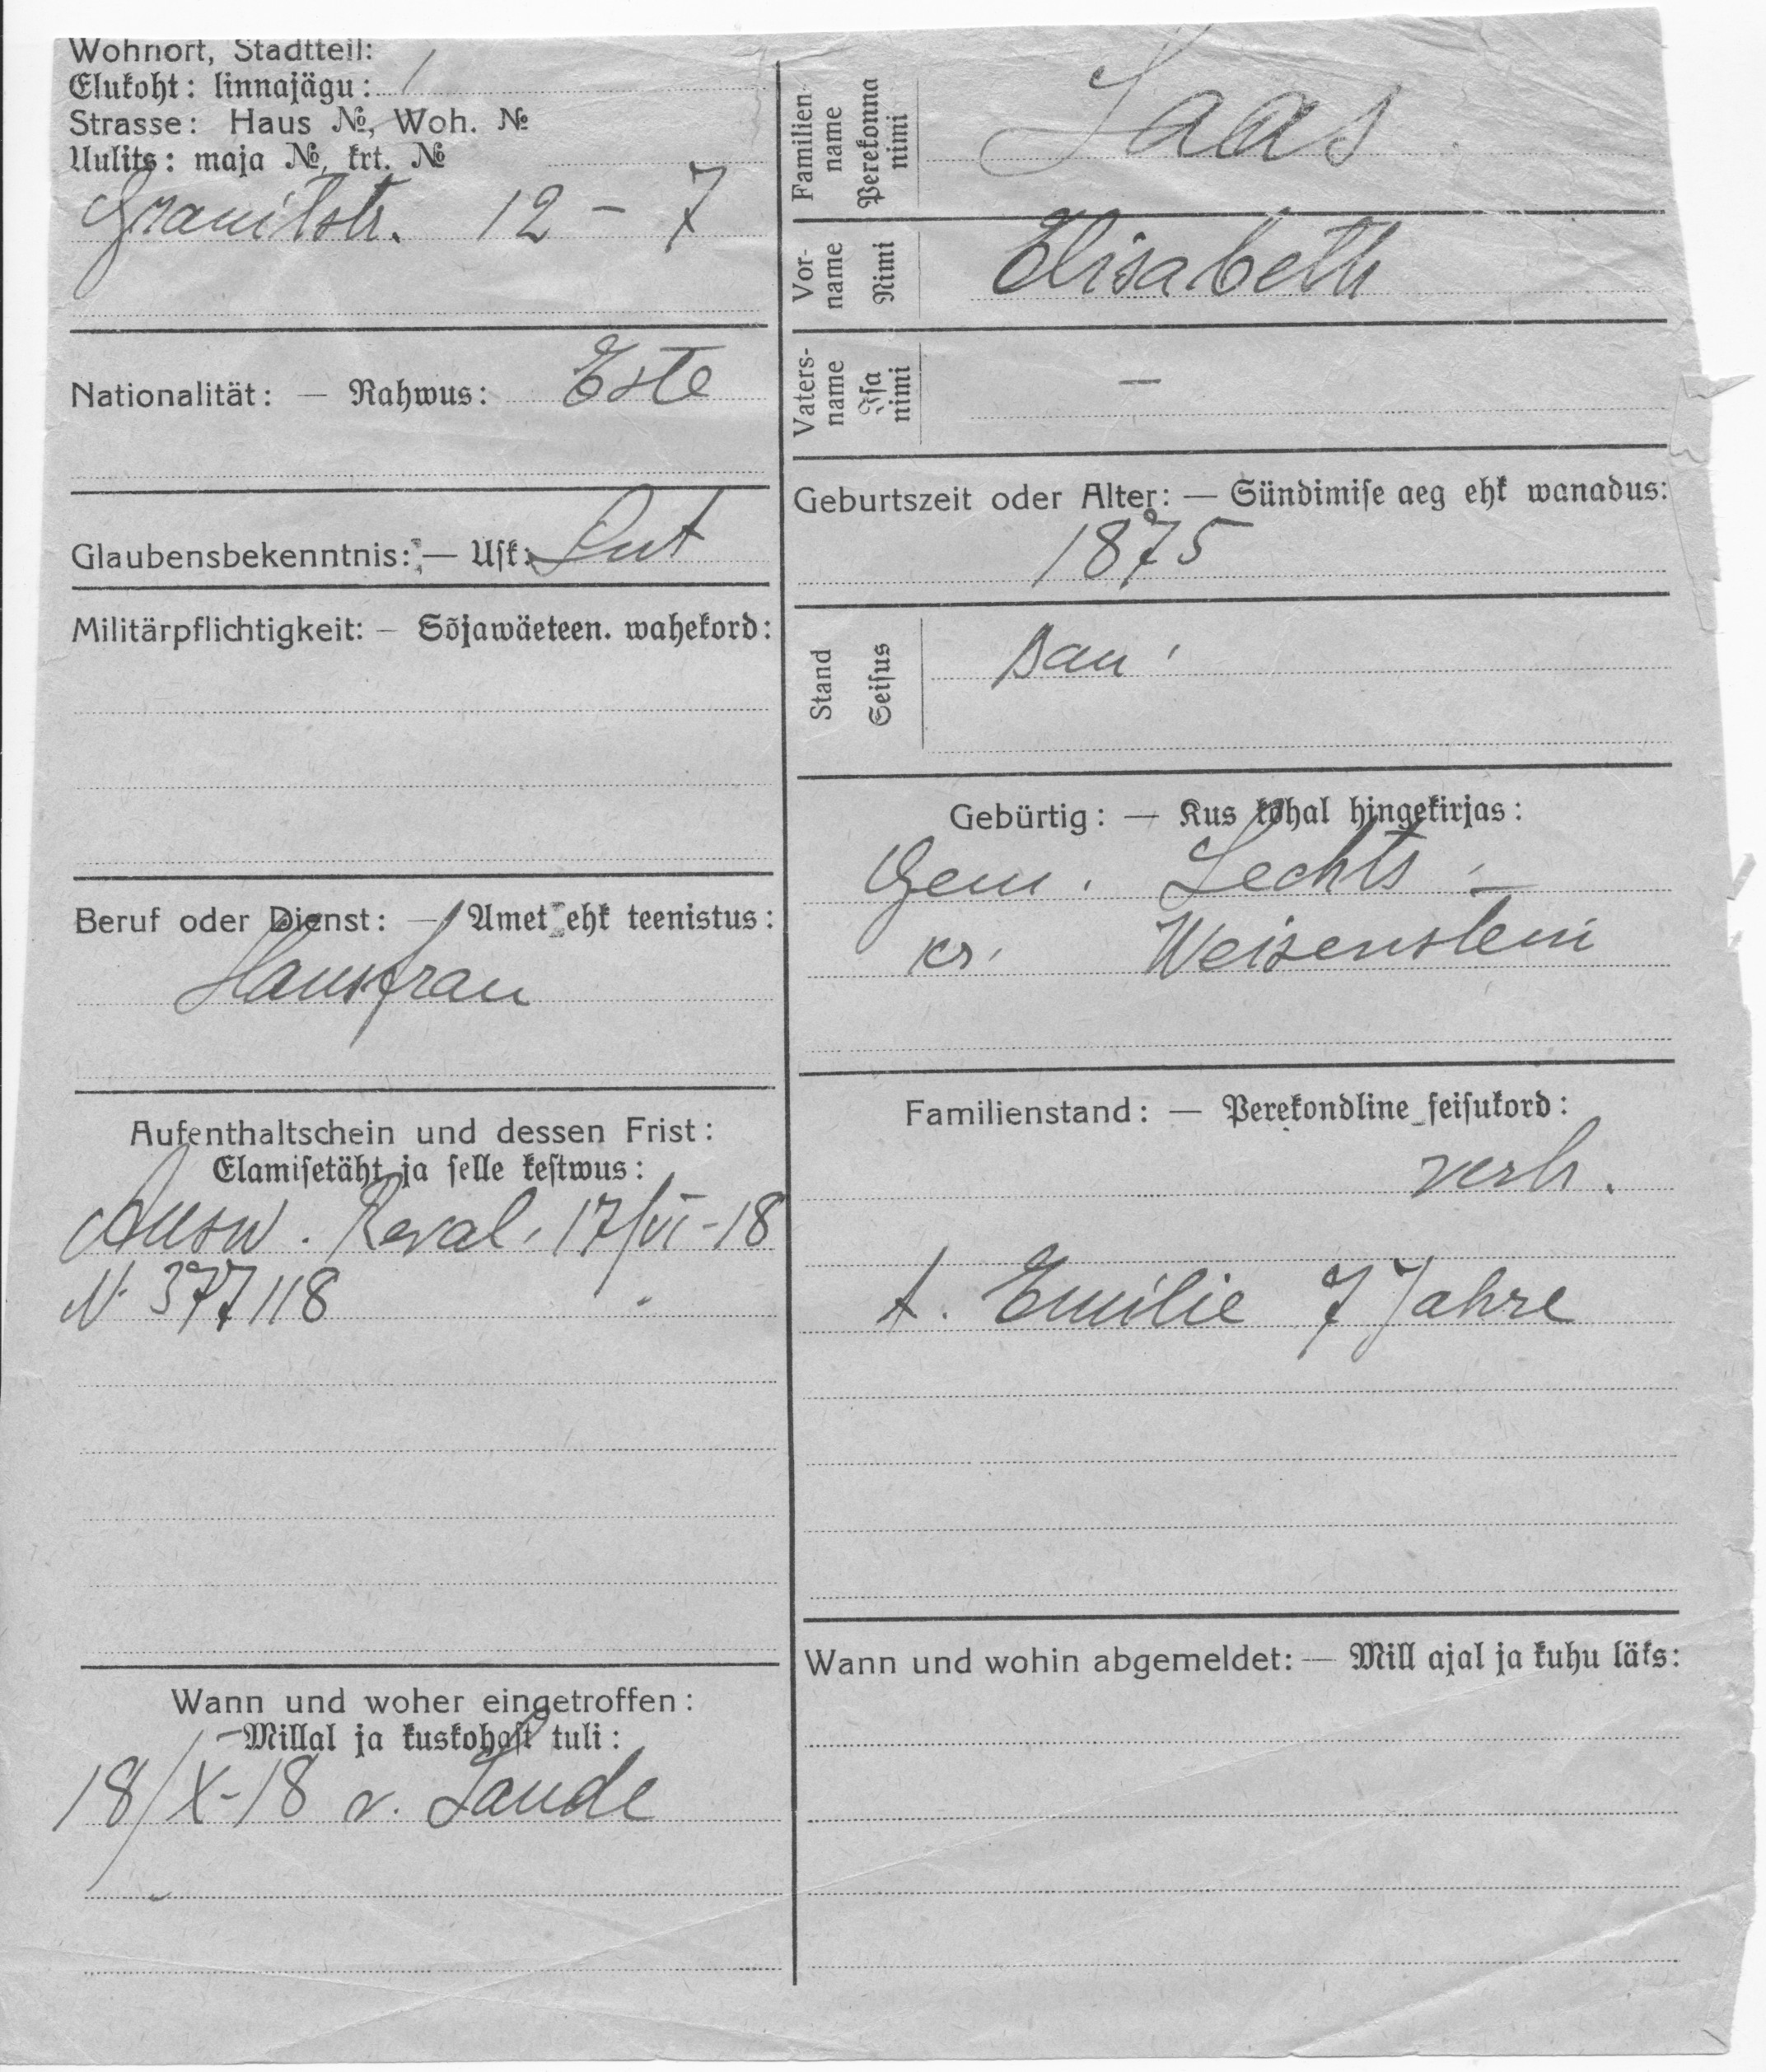 Wohnort, Stadtteil:
Elukoht: linnajägu: 1
Strasse: Haus №, Woh. №
Uulits: maja №, krt. №
Granitstr. 12 – 7
Nationalität: — Rahwus: Este
Glaubensbekenntnis: — Usk: Lut
Militärpflichtigkeit: – Sõjawäeteen. wahekord:
Beruf oder Dienst: — Amet ehk teenistus:
Hausfrau
Aufenthaltschein und dessen Frist:
Elamisetäht ja selle kestwus:
Ausw. Reval. 17/VI-18
N. 377118
Wann und woher eingetroffen:
Millal ja kuskohast tuli:
18/X-18 v. Lande
Familien-
name
Perekonna
nimi
Laas
Vor-
name
Nimi
Elisabeth
Vaters-
name
Isa
nimi
—
Geburtszeit oder Alter: — Sündimise aeg ehk wanadus:
1875
Stand
Seisus
Bau.
Gebürtig: — Kus kohal hingekirjas:
Gem. Lechts –
Kr. Weisenstein
Familienstand: — Perekondline seisukord:
verh.
t. Emilie 7 Jahre
Wann und wohin abgemeldet: — Mill ajal ja kuhu läks: